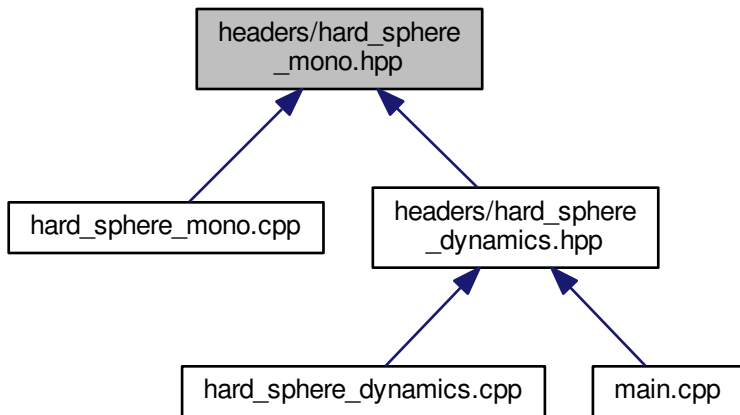 headers/hard_sphere
_mono.hpp
hard_sphere_mono.cpp
headers/hard_sphere
_dynamics.hpp
hard_sphere_dynamics.cpp
main.cpp